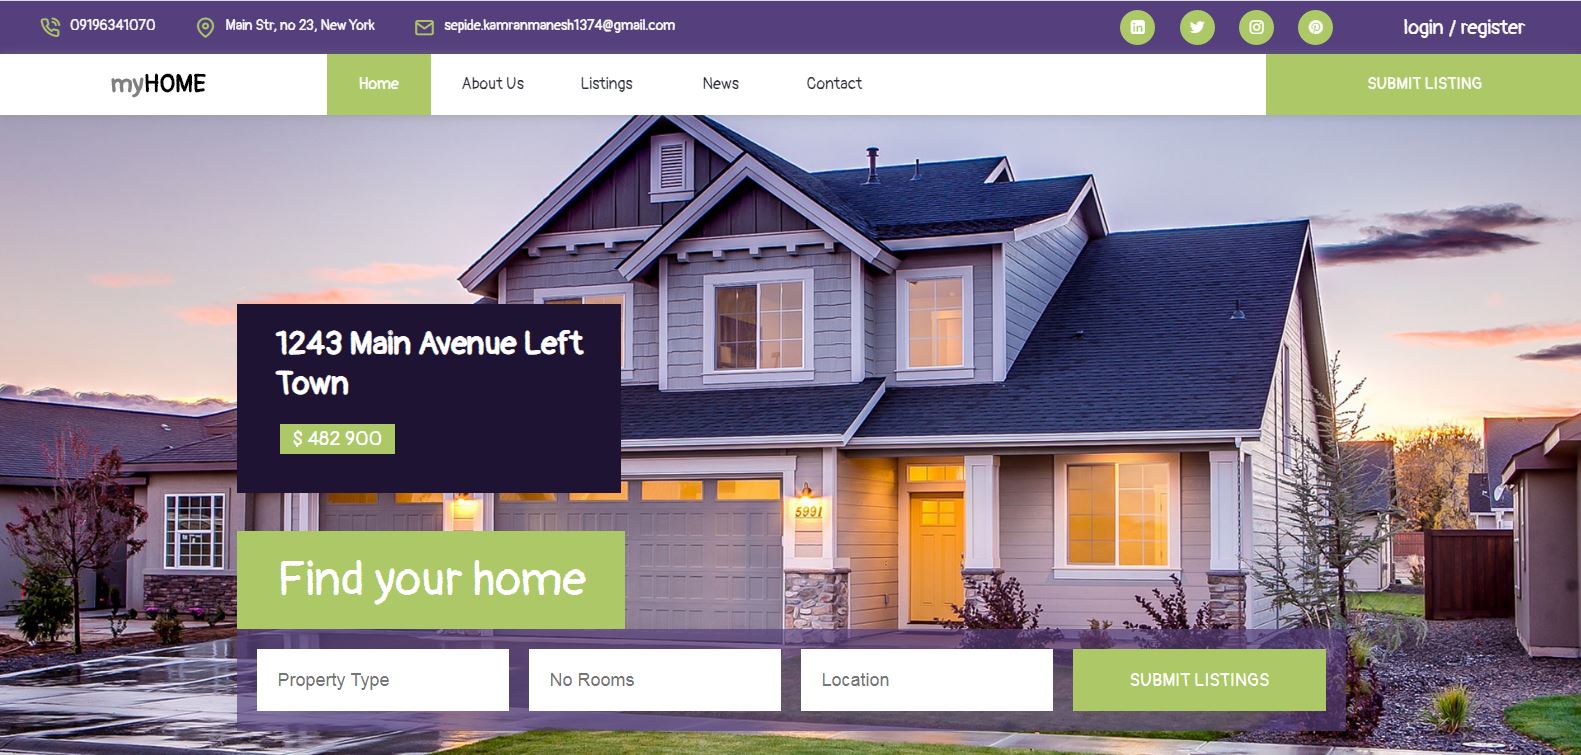 09196341070
Main Str, no 23, New York
sepide.kamranmanesh1374@gmail.com
login / register
myHOME
Home
About Us
Listings
News
Contact
SUBMIT LISTING
1243 Main Avenue Left
Town
$ 482 900
5991
Find your home
Property Type
No Rooms
Location
SUBMIT LISTINGS